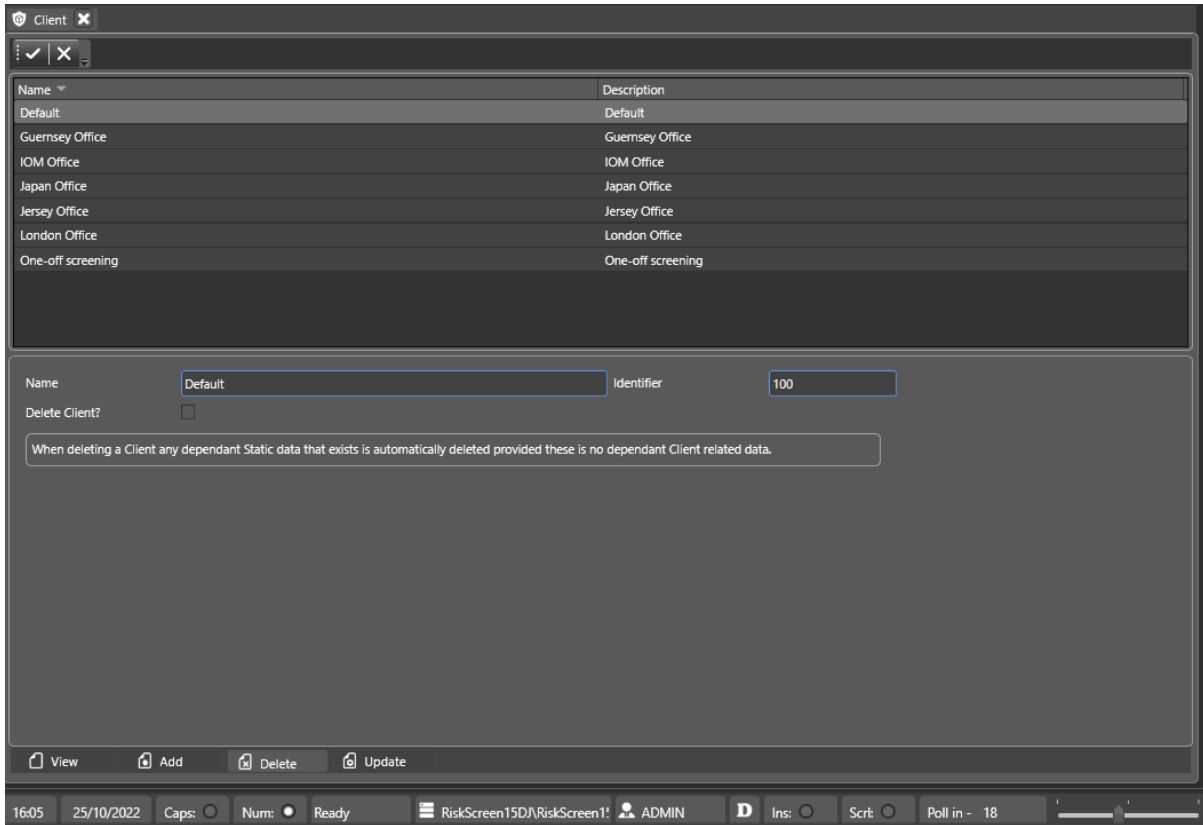 Client
Name Description
Default Default
Guernsey Office Guernsey Office
IOM Office IOM Office
Japan Office Japan Office
Jersey Office Jersey Office
London Office London Office
One-off screening One-off screening
Name Default Identifier 100
Delete Client?
When deleting a Client any dependant Static data that exists is automatically deleted provided these is no dependant Client related data.
View Add Delete Update
16:05 25/10/2022 Caps: Num: Ready RiskScreen15DJ\RiskScreen15 ADMIN D Ins: Scrl: Poll in - 18